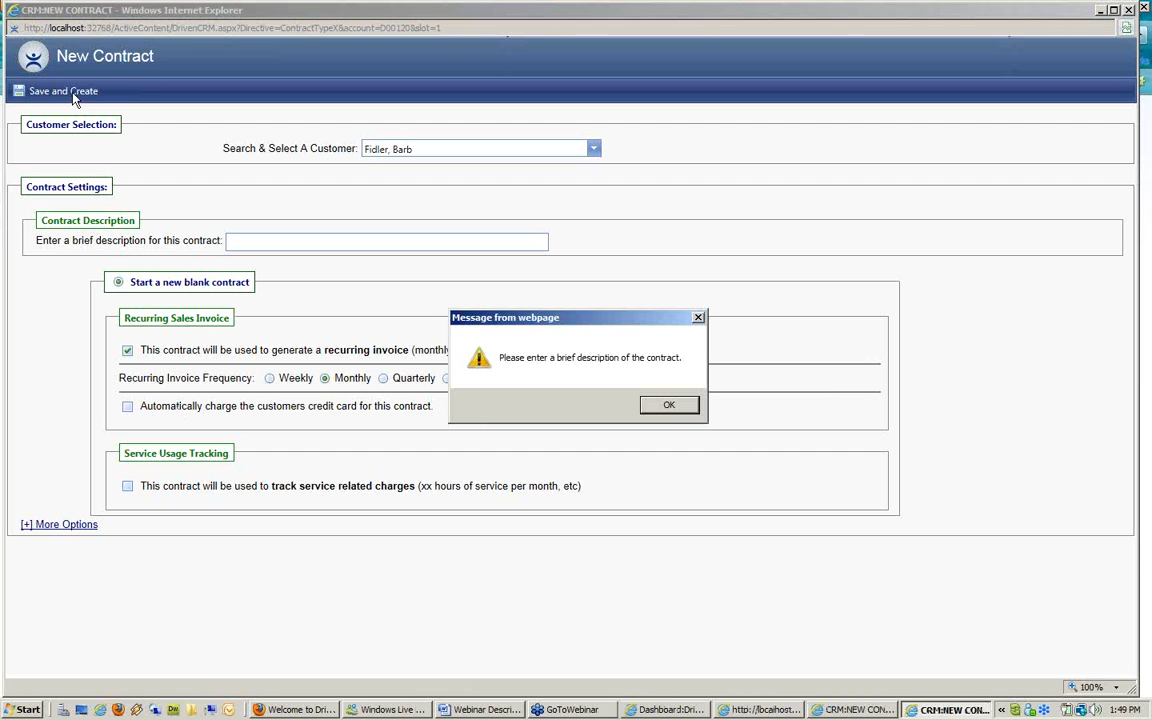 CRM:NEW CONTRACT - Windows Internet Explorer
http://localhost:32768/ActiveContent/DrivenCRM.aspx?Directive=ContractTypeX&account=D00120&slot=1
New Contract
Save and Create
Customer Selection:
Search & Select A Customer: Fidler, Barb
Contract Settings:
Contract Description
Enter a brief description for this contract:
Start a new blank contract
Recurring Sales Invoice
This contract will be used to generate a recurring invoice (monthly
Recurring Invoice Frequency: Weekly Monthly Quarterly
Automatically charge the customers credit card for this contract.
Message from webpage
Please enter a brief description of the contract.
OK
Service Usage Tracking
This contract will be used to track service related charges (xx hours of service per month, etc)
[+] More Options
100%
Start Welcome to Dri... Windows Live ... Webinar Descri... GoToWebinar Dashboard:Dri... http://localhost... CRM:NEW CON... CRM:NEW CON... « 1:49 PM